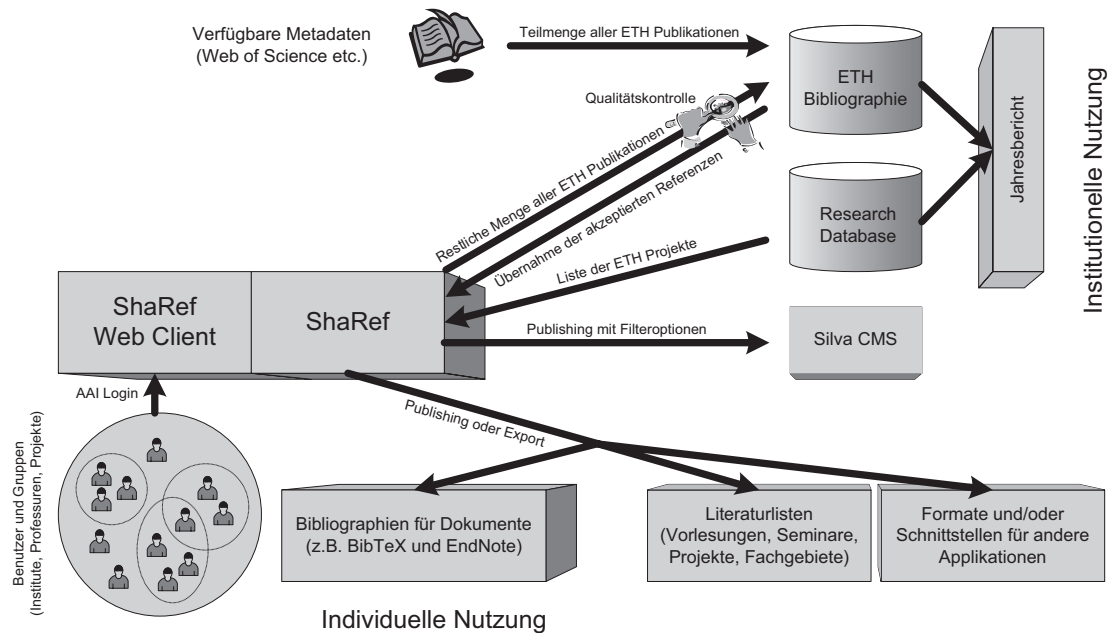 Verfügbare Metadaten
(Web of Science etc.)
Teilmenge aller ETH Publikationen
ETH
Bibliographie
Qualitätskontrolle
Restliche Menge aller ETH Publikationen
Übernahme der akzeptierten Referenzen
Liste der ETH Projekte
Research
Database
Jahresbericht
Institutionelle Nutzung
ShaRef
Web Client
ShaRef
Publishing mit Filteroptionen
Silva CMS
AAI Login
Publishing oder Export
Benutzer und Gruppen
(Institute, Professuren, Projekte)
Bibliographien für Dokumente
(z.B. BibTeX und EndNote)
Literaturlisten
(Vorlesungen, Seminare,
Projekte, Fachgebiete)
Formate und/oder
Schnittstellen für andere
Applikationen
Individuelle Nutzung